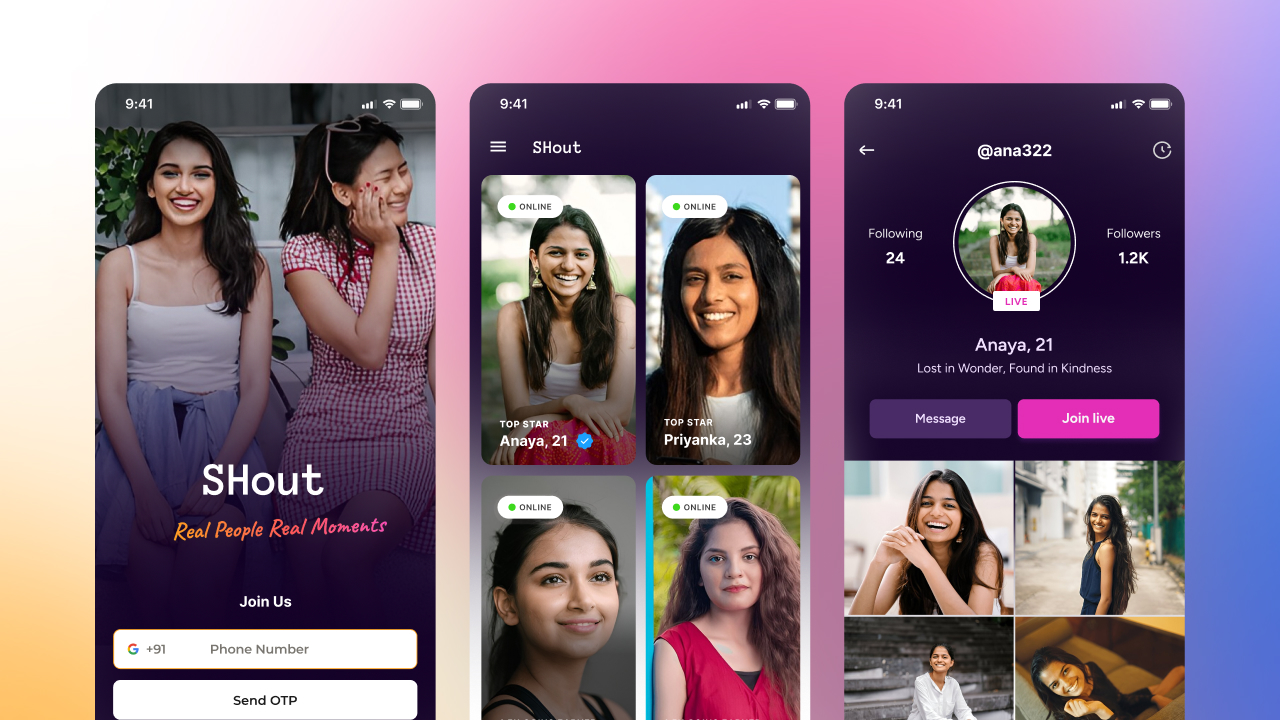 9:41
SHout
Real People Real Moments
Join Us
+91 Phone Number
Send OTP
9:41
SHout
ONLINE
ONLINE
TOP STAR
Anaya, 21
TOP STAR
Priyanka, 23
ONLINE
ONLINE
9:41
@ana322
Following
24
Followers
1.2K
LIVE
Anaya, 21
Lost in Wonder, Found in Kindness
Message
Join live